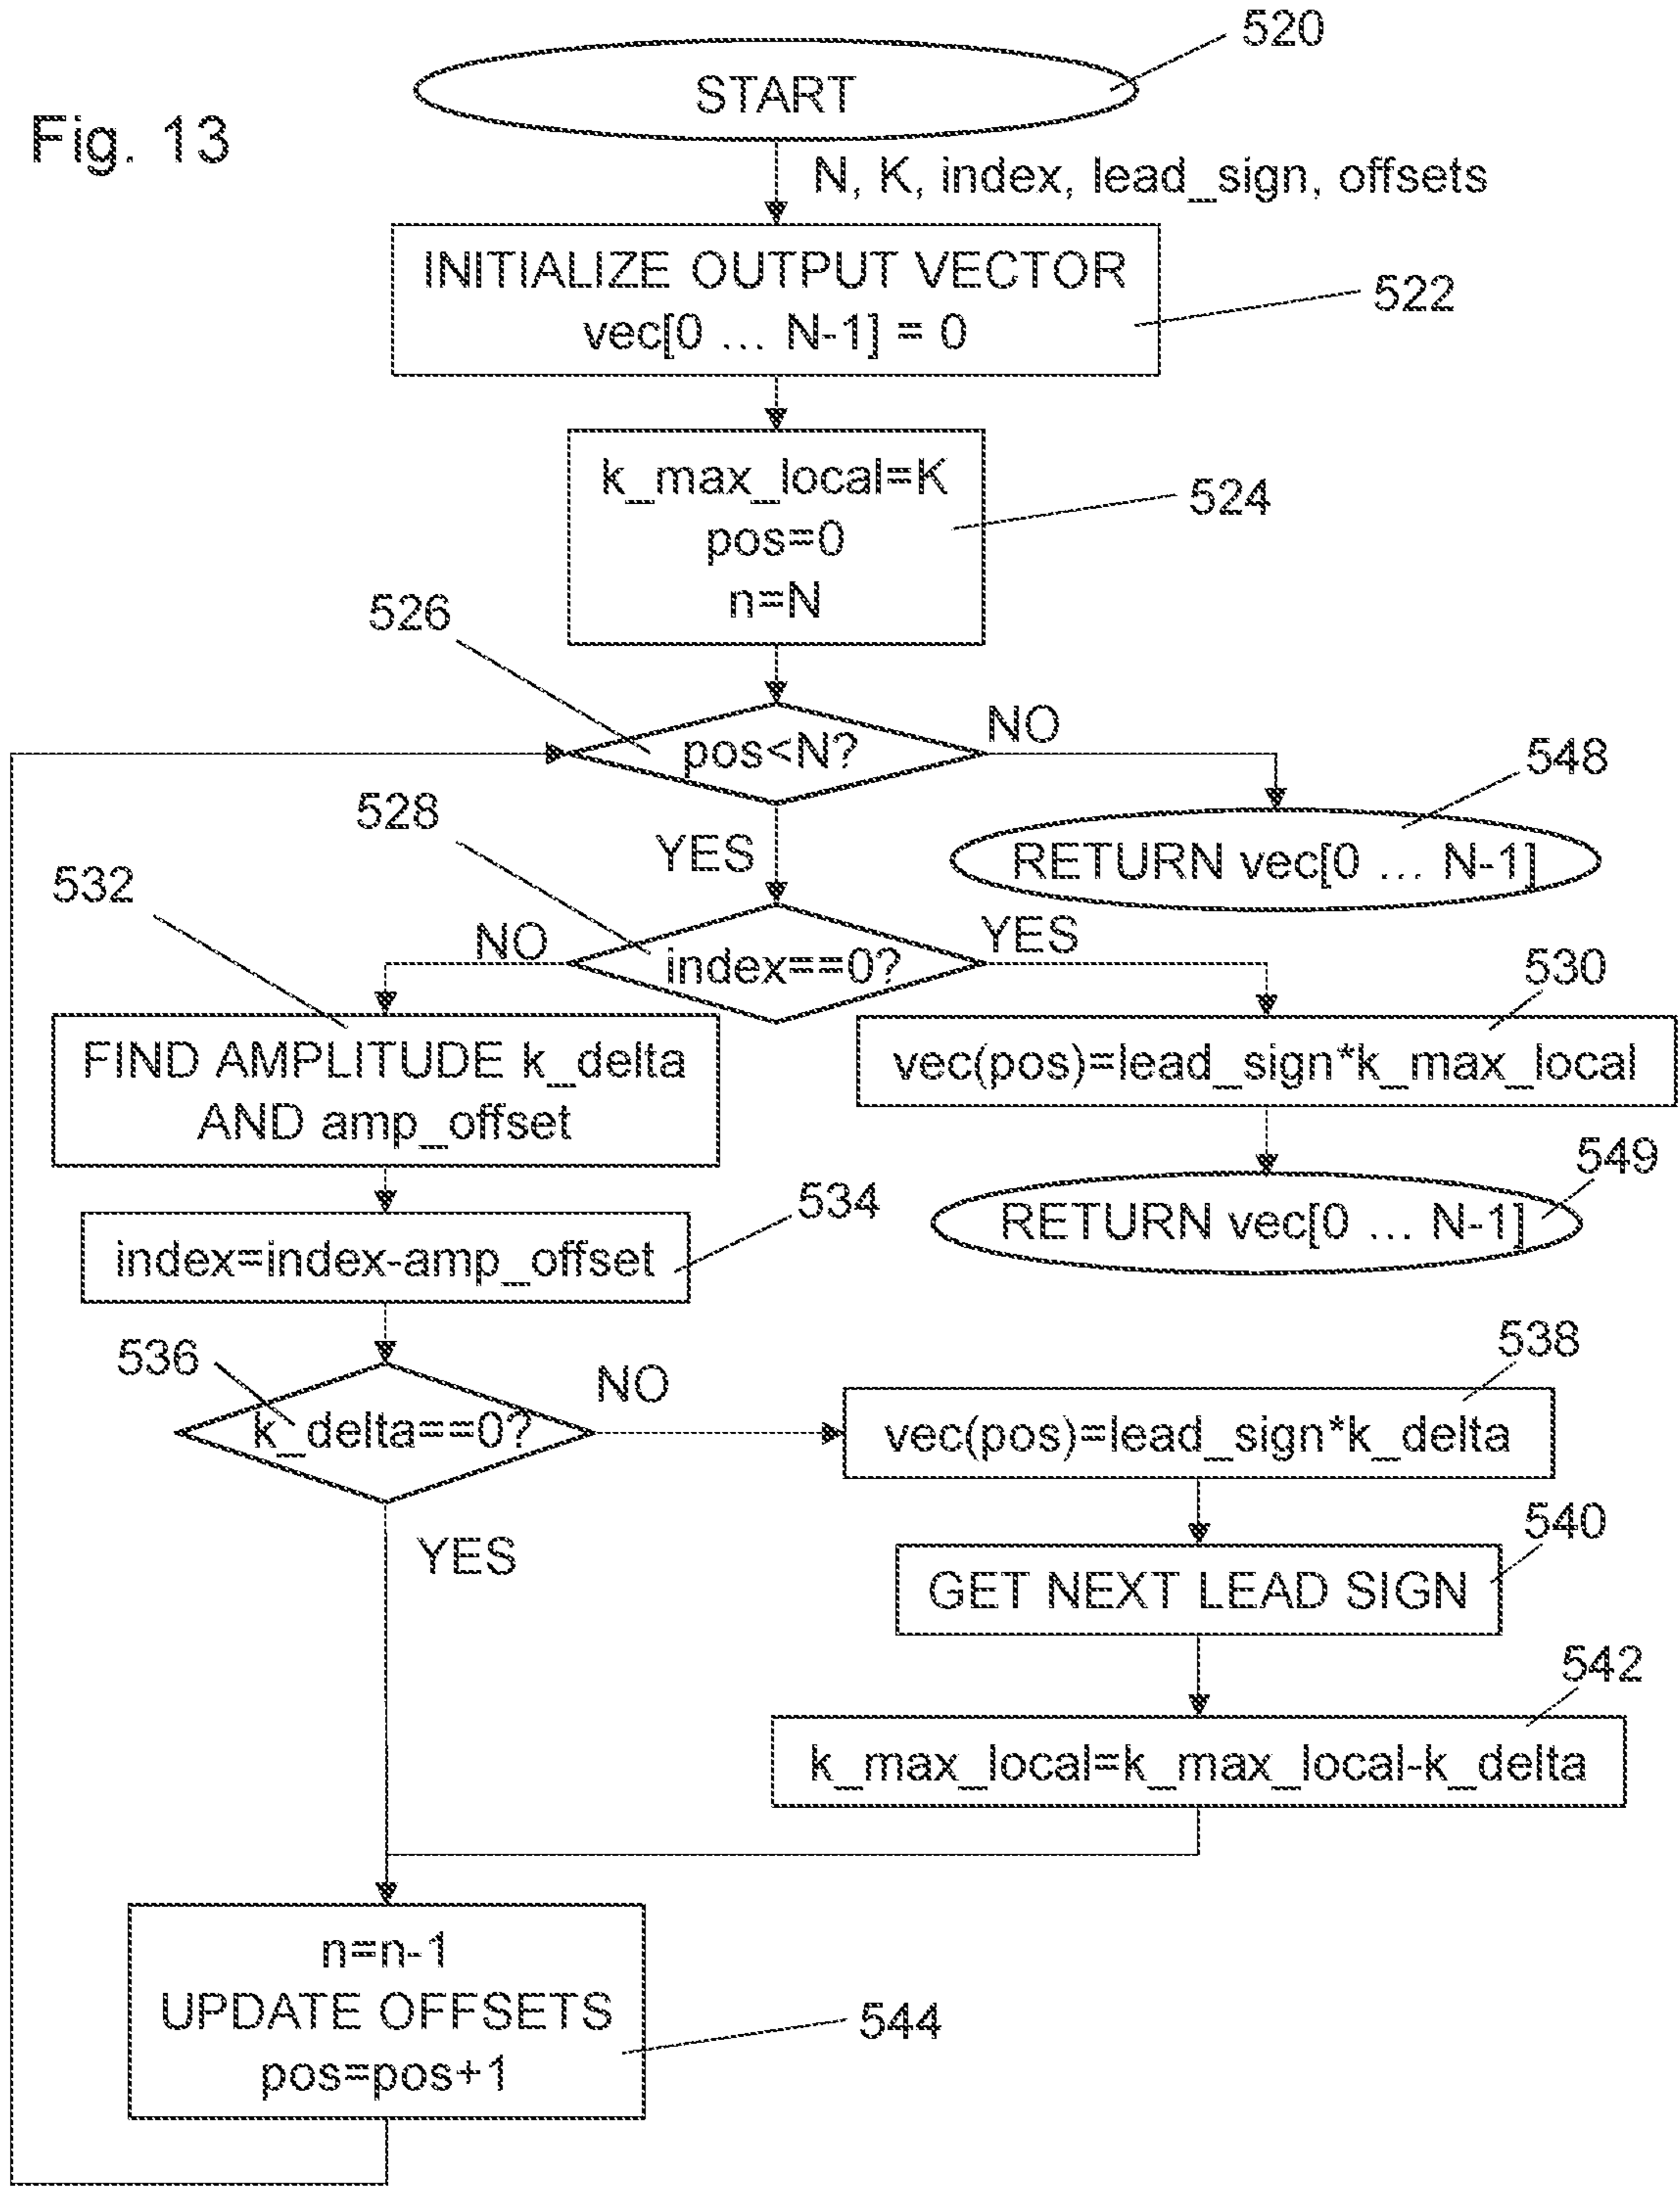 Fig. 13
520
START
N, K, index, lead_sign, offsets
INITIALIZE OUTPUT VECTOR
vec[0 ... N-1] = 0
522
k_max_local=K
pos=0
n=N
524
526
pos<N?
NO
548
RETURN vec[0 ... N-1]
528
YES
532
NO
index==0?
YES
530
FIND AMPLITUDE k_delta
AND amp_offset
vec(pos)=lead_sign*k_max_local
549
RETURN vec[0 ... N-1]
534
index=index-amp_offset
536
k_delta==0?
NO
538
vec(pos)=lead_sign*k_delta
YES
540
GET NEXT LEAD SIGN
542
k_max_local=k_max_local-k_delta
n=n-1
UPDATE OFFSETS
pos=pos+1
544